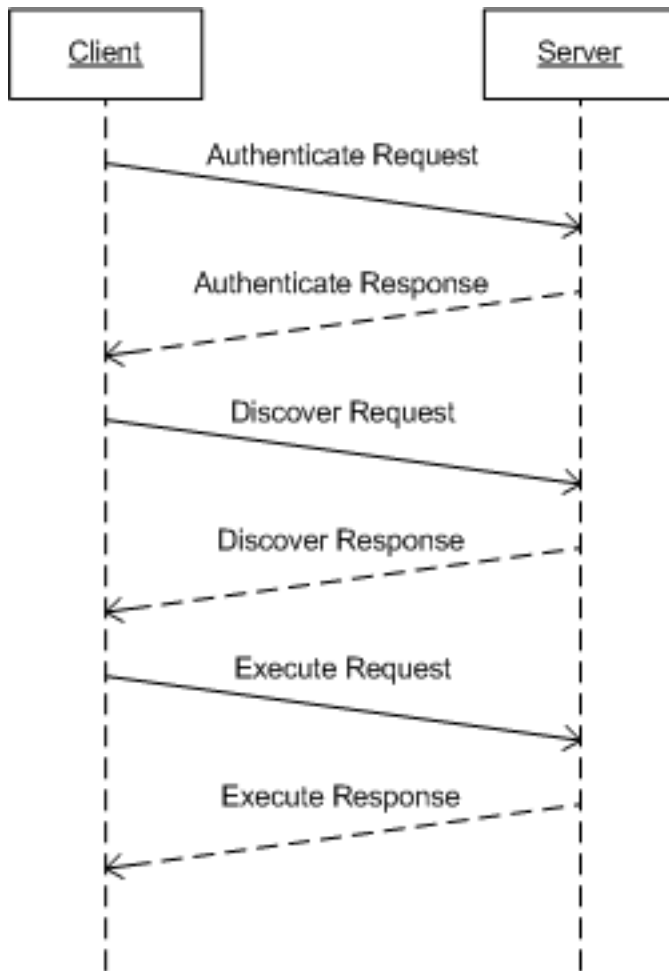 Client
Server
Authenticate Request
Authenticate Response
Discover Request
Discover Response
Execute Request
Execute Response